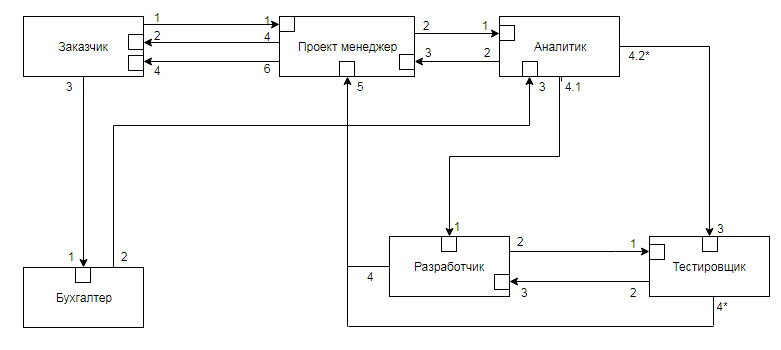 1 1 2 1
Заказчик 2 4 Проект менеджер 3 2 Аналитик
4 6 4.2*
3 5 3 4.1
1 2 1 3
2 1
Бухгалтер 4 Разработчик Тестировщик
3 2
4*